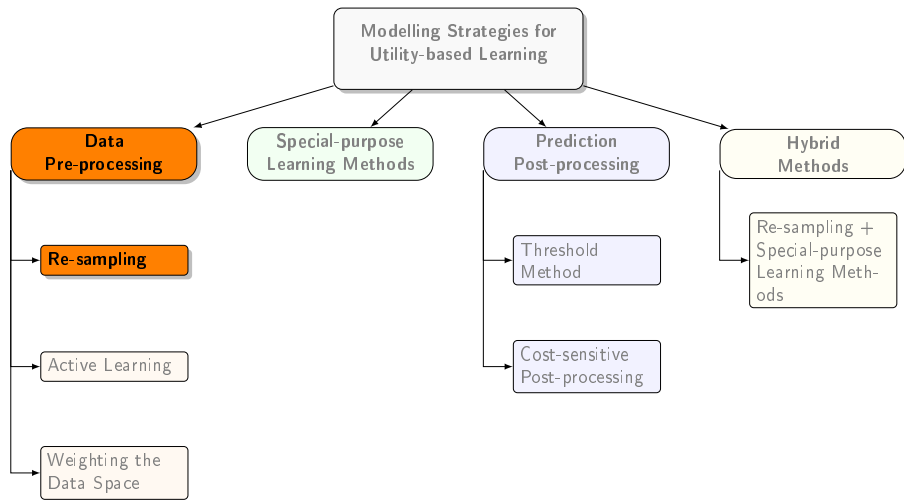 Modelling Strategies for
Utility-based Learning
Data
Pre-processing
Special-purpose
Learning Methods
Prediction
Post-processing
Hybrid
Methods
Re-sampling
Active Learning
Weighting the
Data Space
Threshold
Method
Cost-sensitive
Post-processing
Re-sampling +
Special-purpose
Learning Meth-
ods